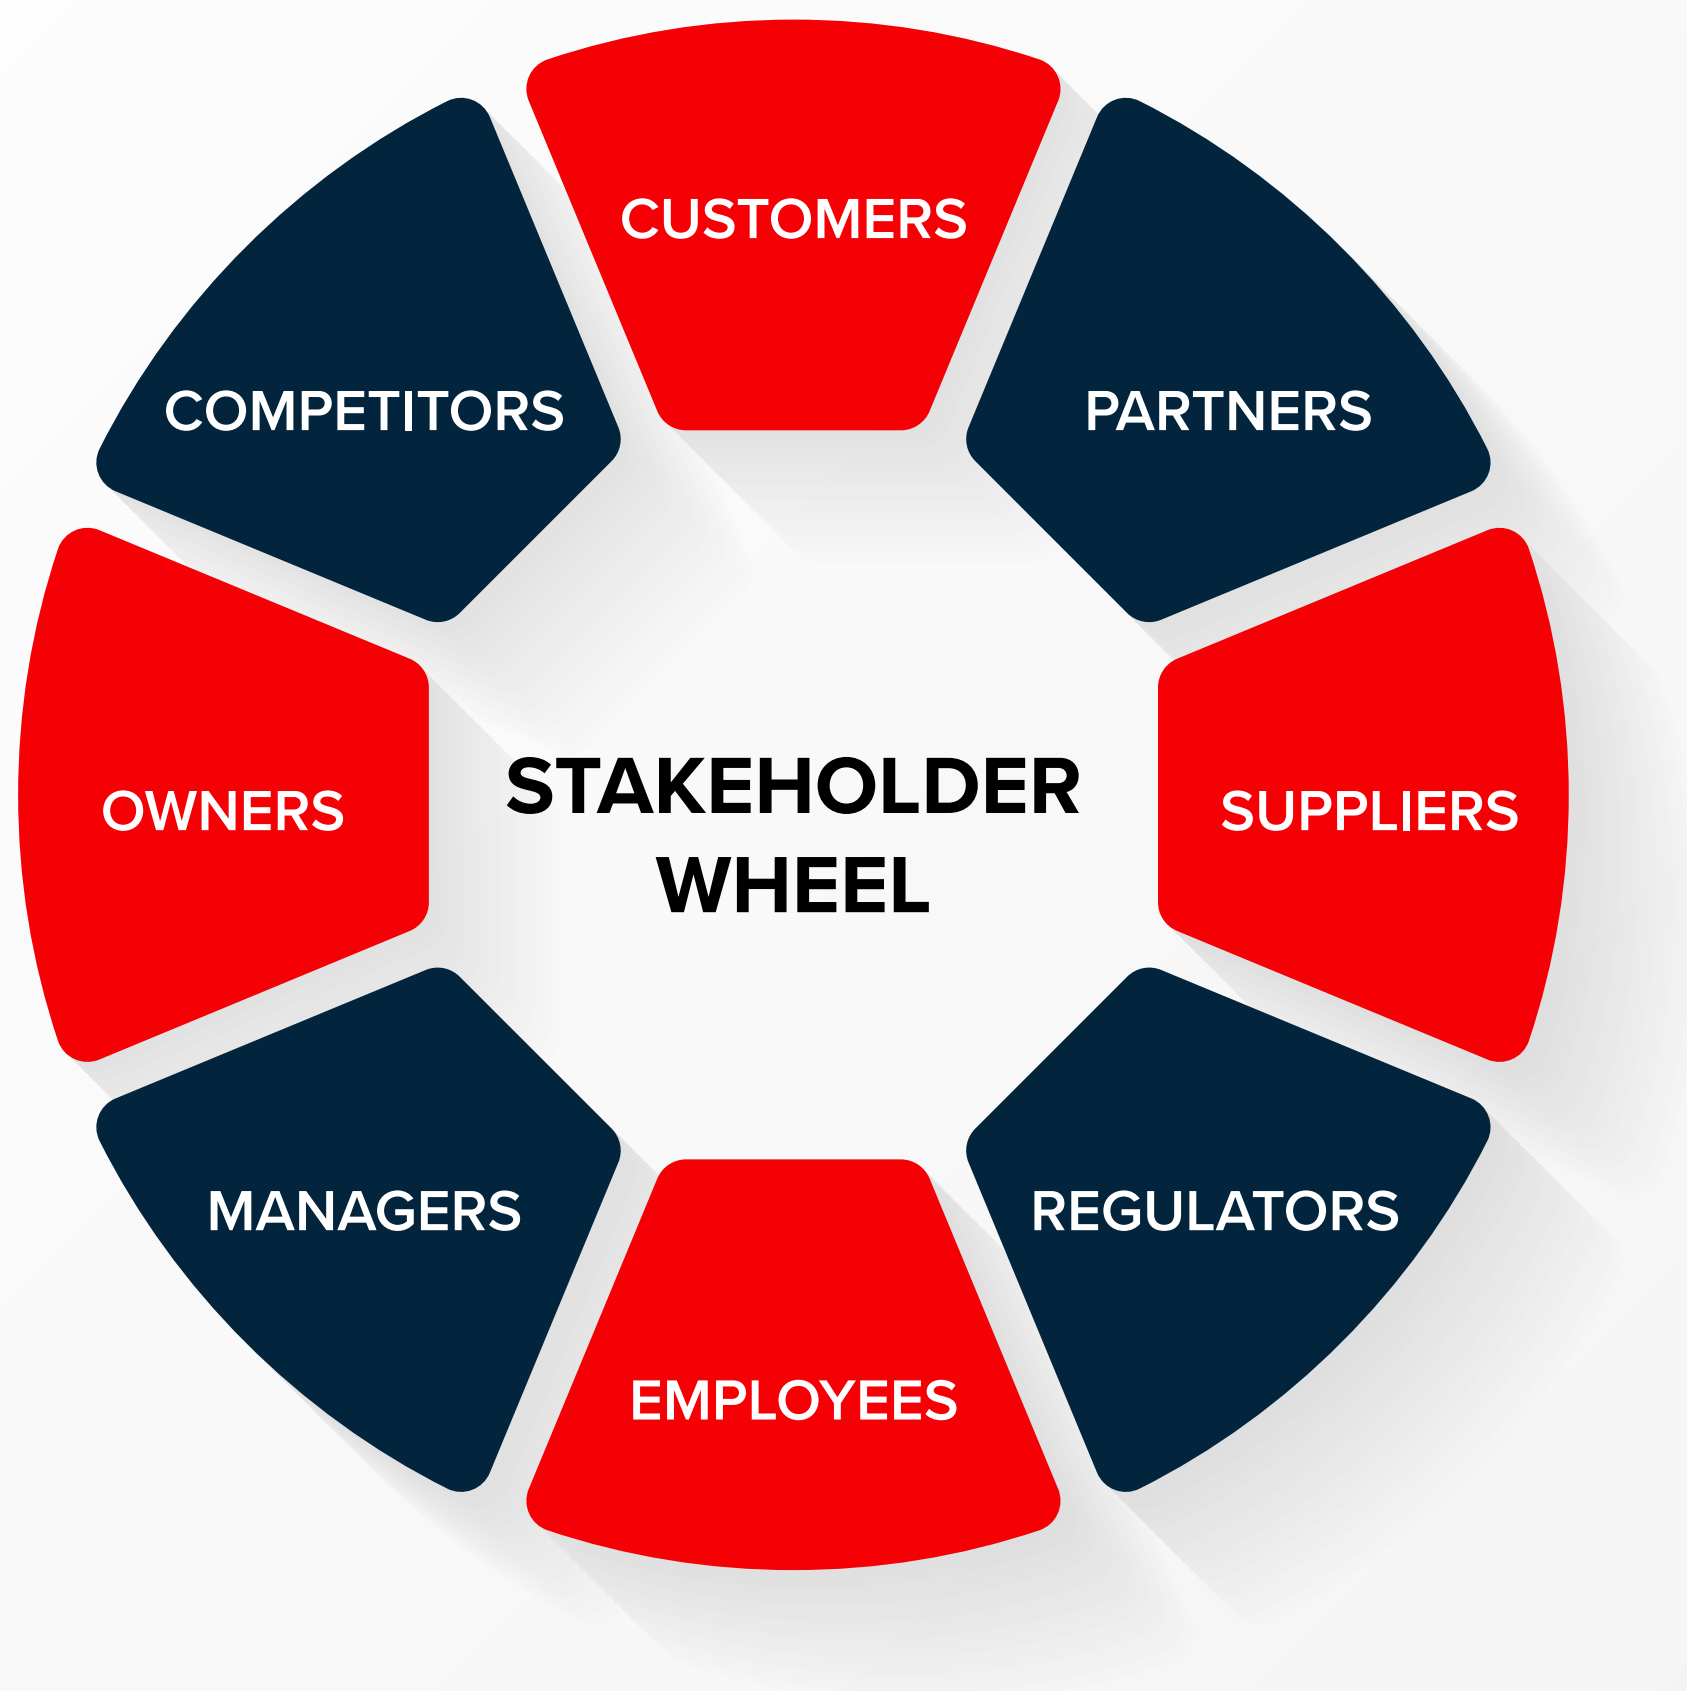 CUSTOMERS
COMPETITORS
PARTNERS
STAKEHOLDER
WHEEL
OWNERS
SUPPLIERS
MANAGERS
REGULATORS
EMPLOYEES